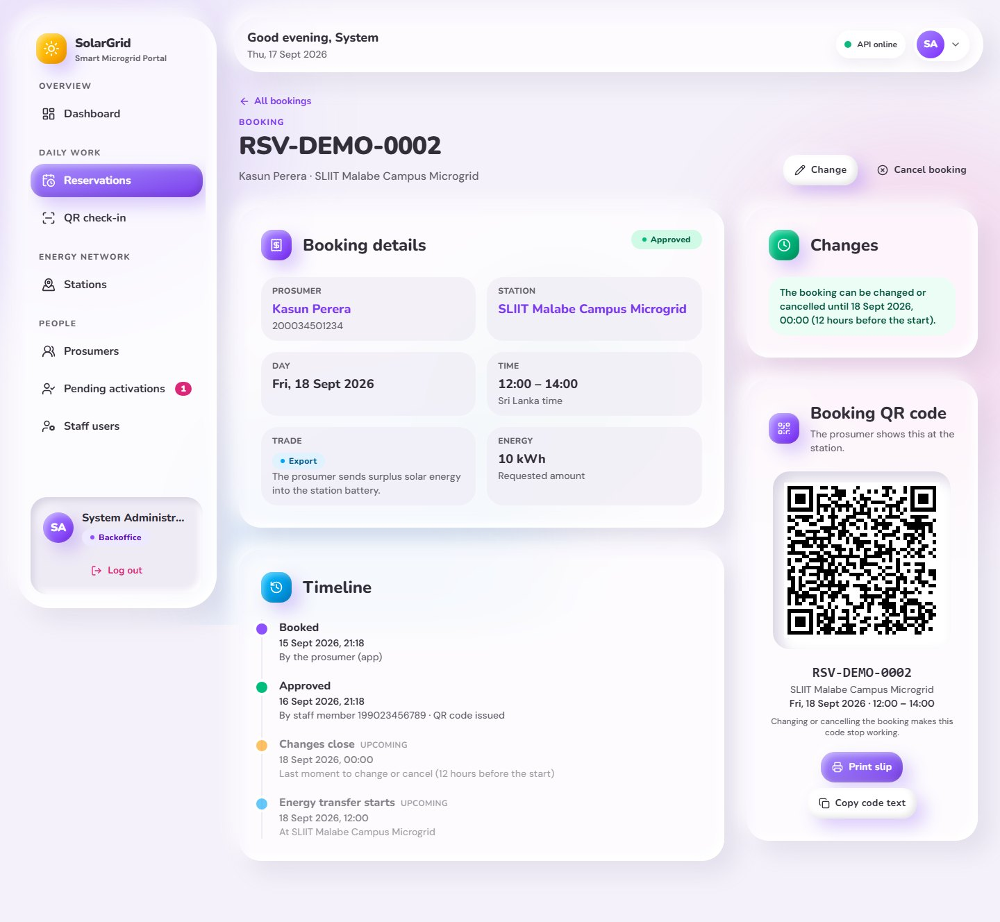 SolarGrid
Smart Microgrid Portal
OVERVIEW
Dashboard
DAILY WORK
Reservations
QR check-in
ENERGY NETWORK
Stations
PEOPLE
Prosumers
Pending activations 1
Staff users
SA
System Administr...
Backoffice
Log out
Good evening, System
Thu, 17 Sept 2026
API online
SA
All bookings
BOOKING
RSV-DEMO-0002
Kasun Perera · SLIIT Malabe Campus Microgrid
Change
Cancel booking
Booking details
Approved
PROSUMER
Kasun Perera
200034501234
STATION
SLIIT Malabe Campus Microgrid
DAY
Fri, 18 Sept 2026
TIME
12:00 – 14:00
Sri Lanka time
TRADE
Export
The prosumer sends surplus solar energy
into the station battery.
ENERGY
10 kWh
Requested amount
Timeline
Booked
15 Sept 2026, 21:18
By the prosumer (app)
Approved
16 Sept 2026, 21:18
By staff member 199023456789 · QR code issued
Changes close UPCOMING
18 Sept 2026, 00:00
Last moment to change or cancel (12 hours before the start)
Energy transfer starts UPCOMING
18 Sept 2026, 12:00
At SLIIT Malabe Campus Microgrid
Changes
The booking can be changed or
cancelled until 18 Sept 2026,
00:00 (12 hours before the start).
Booking QR code
The prosumer shows this at the
station.
RSV-DEMO-0002
SLIIT Malabe Campus Microgrid
Fri, 18 Sept 2026 · 12:00 – 14:00
Changing or cancelling the booking makes this
code stop working.
Print slip
Copy code text